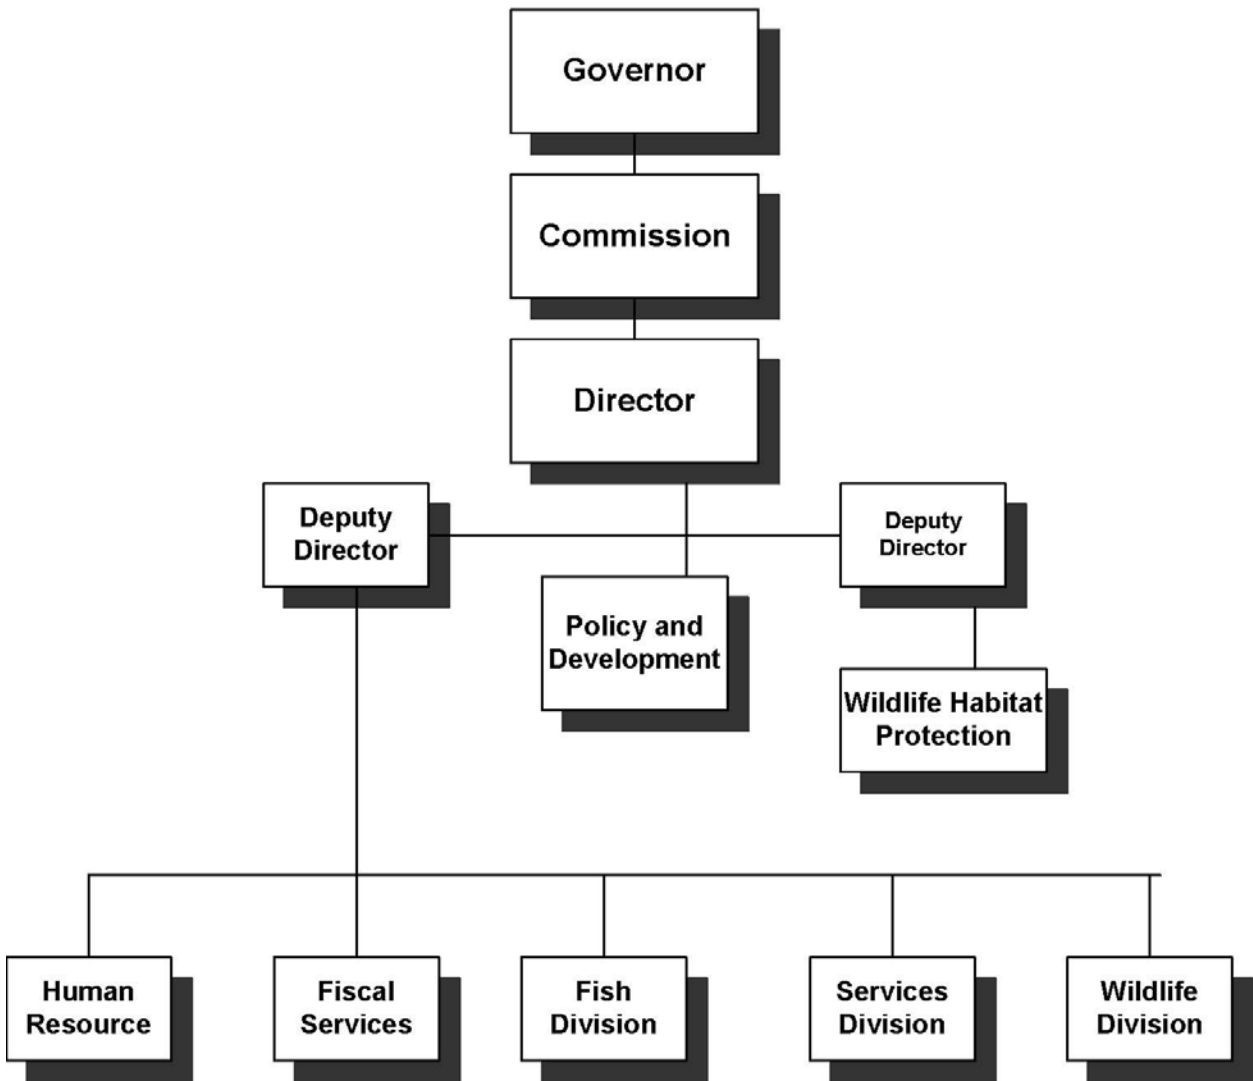 Governor
Commission
Director
Deputy
Director
Deputy
Director
Policy and
Development
Wildlife Habitat
Protection
Human
Resource
Fiscal
Services
Fish
Division
Services
Division
Wildlife
Division